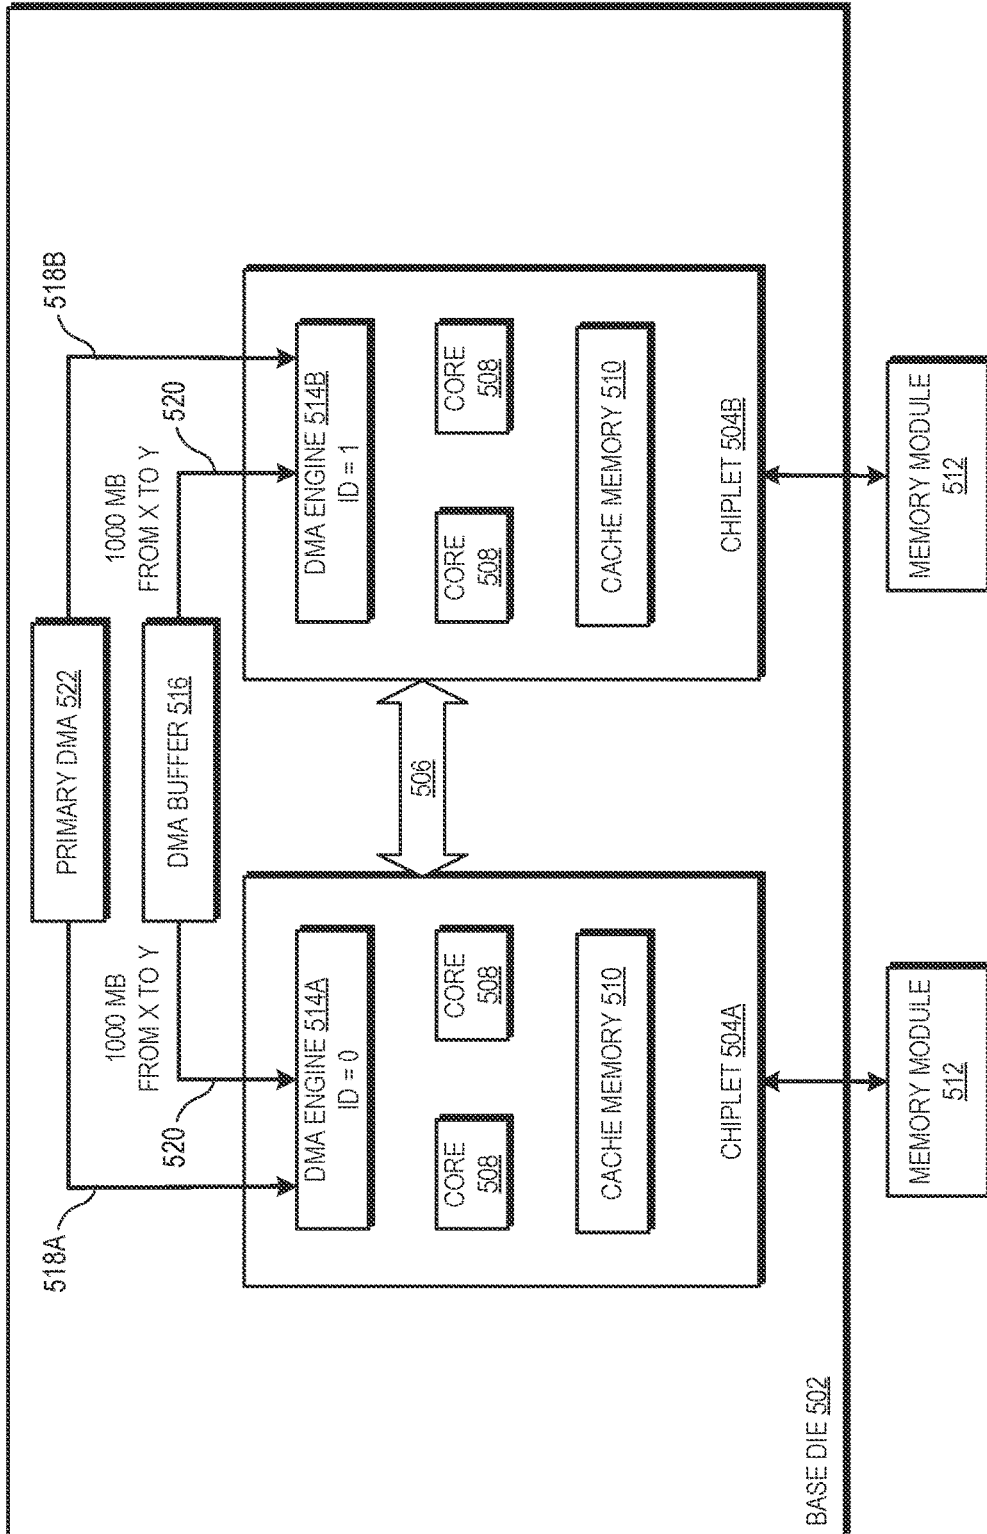 PRIMARY DMA 522
518A
518B
1000 MB
FROM X TO Y
DMA BUFFER 516
1000 MB
FROM X TO Y
520
520
DMA ENGINE 514A
ID = 0
CORE
508
CORE
508
CACHE MEMORY 510
CHIPLET 504A
506
DMA ENGINE 514B
ID = 1
CORE
508
CORE
508
CACHE MEMORY 510
CHIPLET 504B
BASE DIE 502
MEMORY MODULE
512
MEMORY MODULE
512